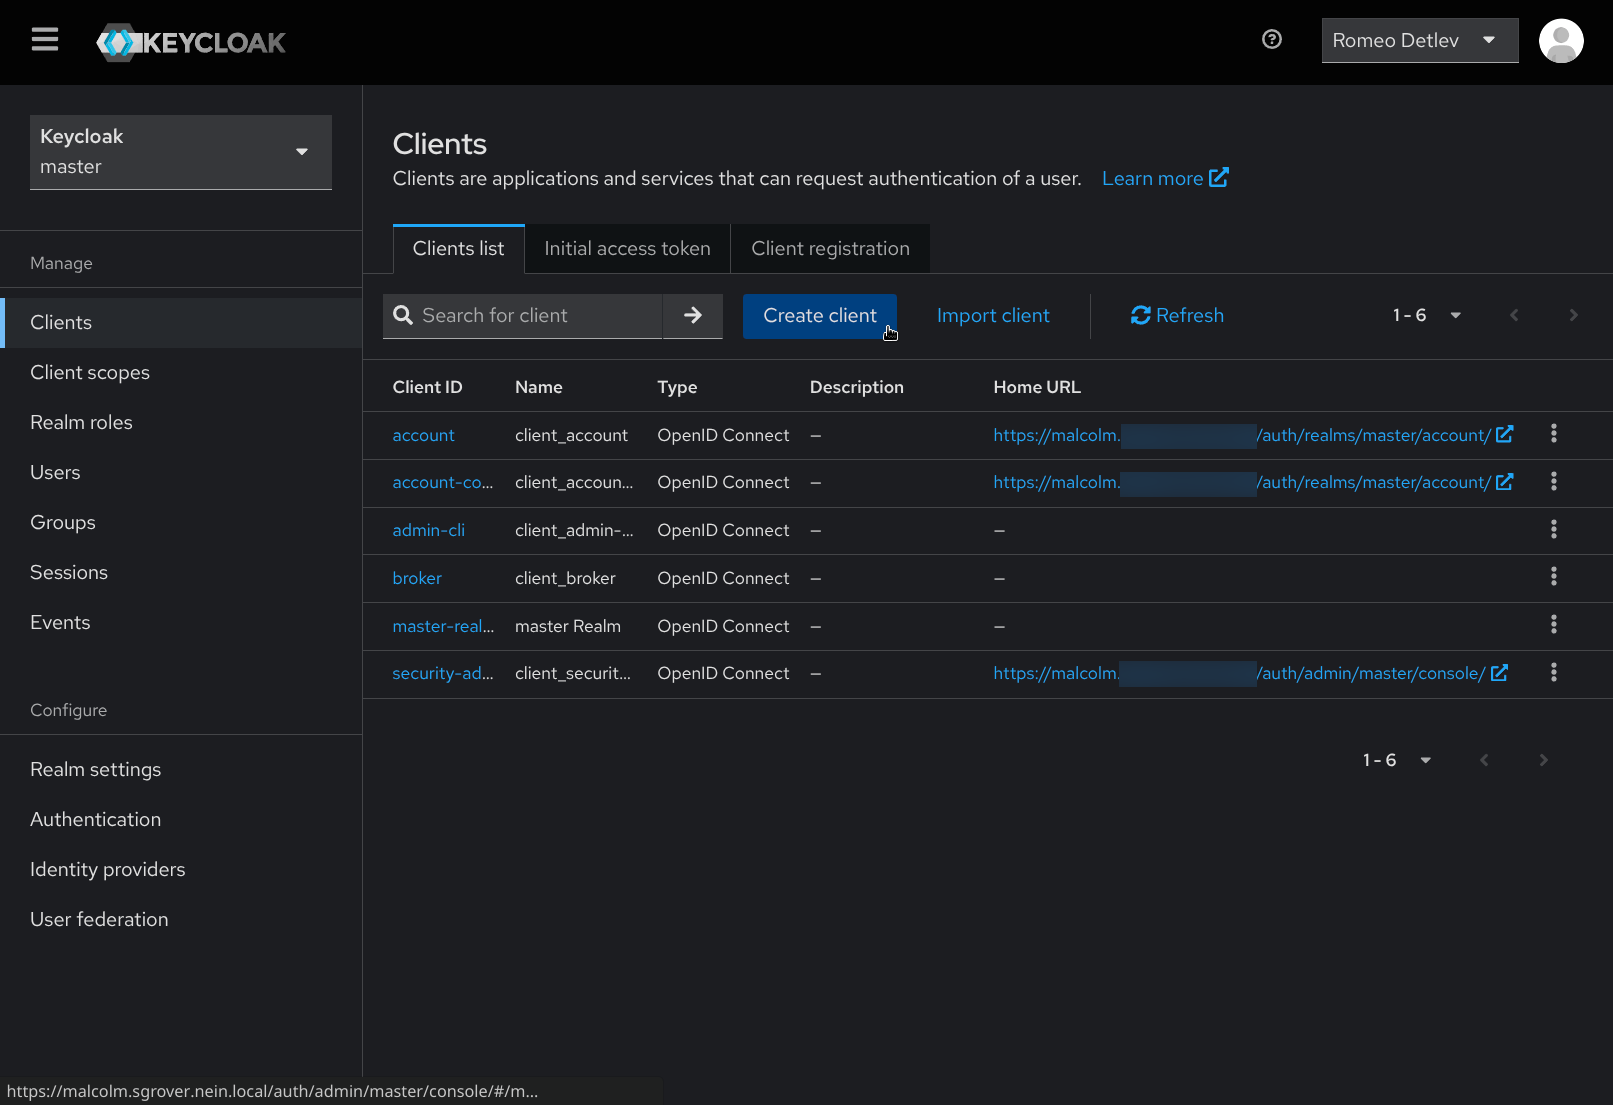 KEYCLOAK
Romeo Detlev
Keycloak
master
Manage
Clients
Client scopes
Realm roles
Users
Groups
Sessions
Events
Configure
Realm settings
Authentication
Identity providers
User federation
Clients
Clients are applications and services that can request authentication of a user. Learn more
Clients list Initial access token Client registration
Search for client Create client Import client Refresh 1 - 6
Client ID Name Type Description Home URL
account client_account OpenID Connect – https://malcolm. /auth/realms/master/account/
account-co... client_accoun... OpenID Connect – https://malcolm. /auth/realms/master/account/
admin-cli client_admin-... OpenID Connect – –
broker client_broker OpenID Connect – –
master-real... master Realm OpenID Connect – –
security-ad... client_securit... OpenID Connect – https://malcolm. /auth/admin/master/console/
1 - 6
https://malcolm.sgrover.nein.local/auth/admin/master/console/#/m...